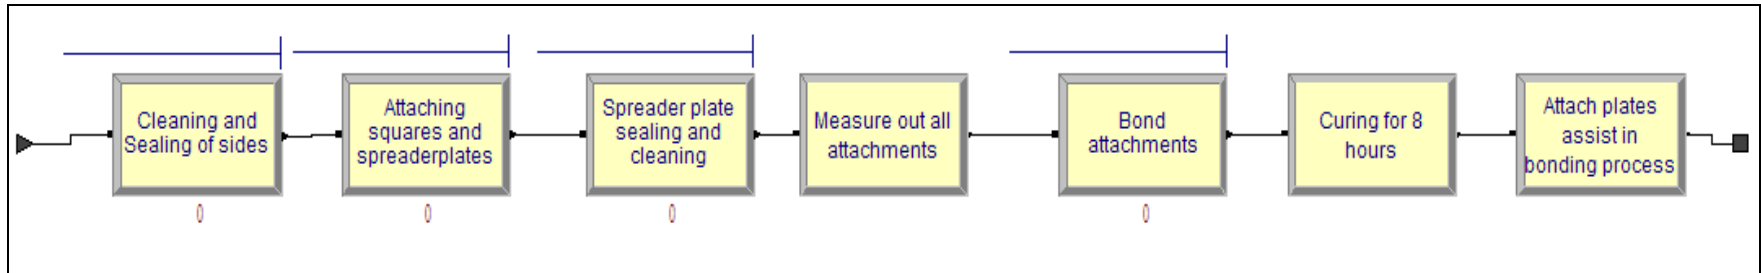 Cleaning and
Sealing of sides
0
Attaching
squares and
spreaderplates
0
Spreader plate
sealing and
cleaning
0
Measure out all
attachments
Bond
attachments
0
Curing for 8
hours
Attach plates
assist in
bonding process